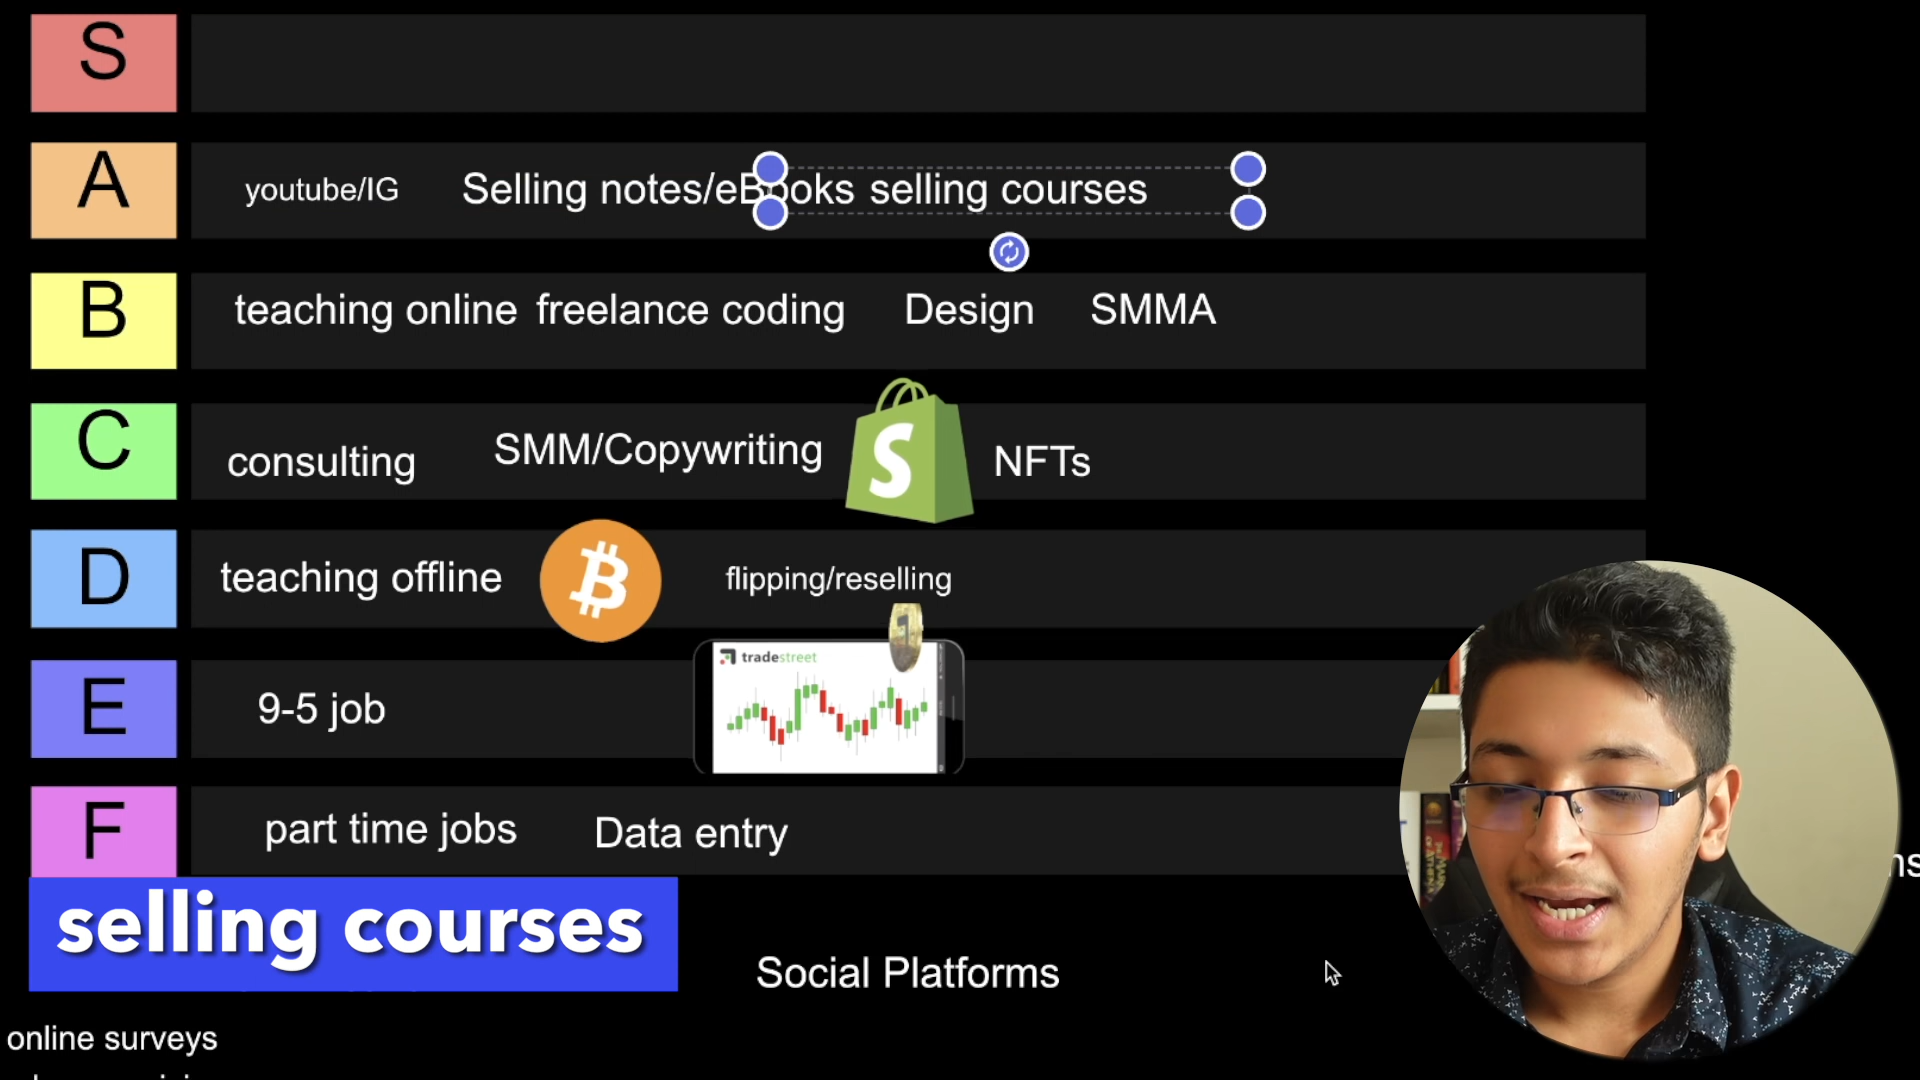 S
A
youtube/IG
Selling notes/eBooks selling courses
B
teaching online freelance coding Design SMMA
C
consulting SMM/Copywriting S NFTs
D
teaching offline flipping/reselling
E
9-5 job
tradestreet
F
part time jobs Data entry
selling courses
Social Platforms
online surveys